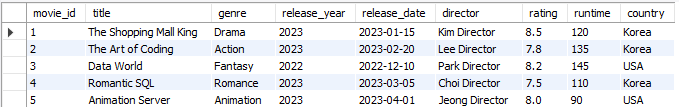 movie_id title genre release_year release_date director rating runtime country
1 The Shopping Mall King Drama 2023 2023-01-15 Kim Director 8.5 120 Korea
2 The Art of Coding Action 2023 2023-02-20 Lee Director 7.8 135 Korea
3 Data World Fantasy 2022 2022-12-10 Park Director 8.2 145 USA
4 Romantic SQL Romance 2023 2023-03-05 Choi Director 7.5 110 Korea
5 Animation Server Animation 2023 2023-04-01 Jeong Director 8.0 90 USA